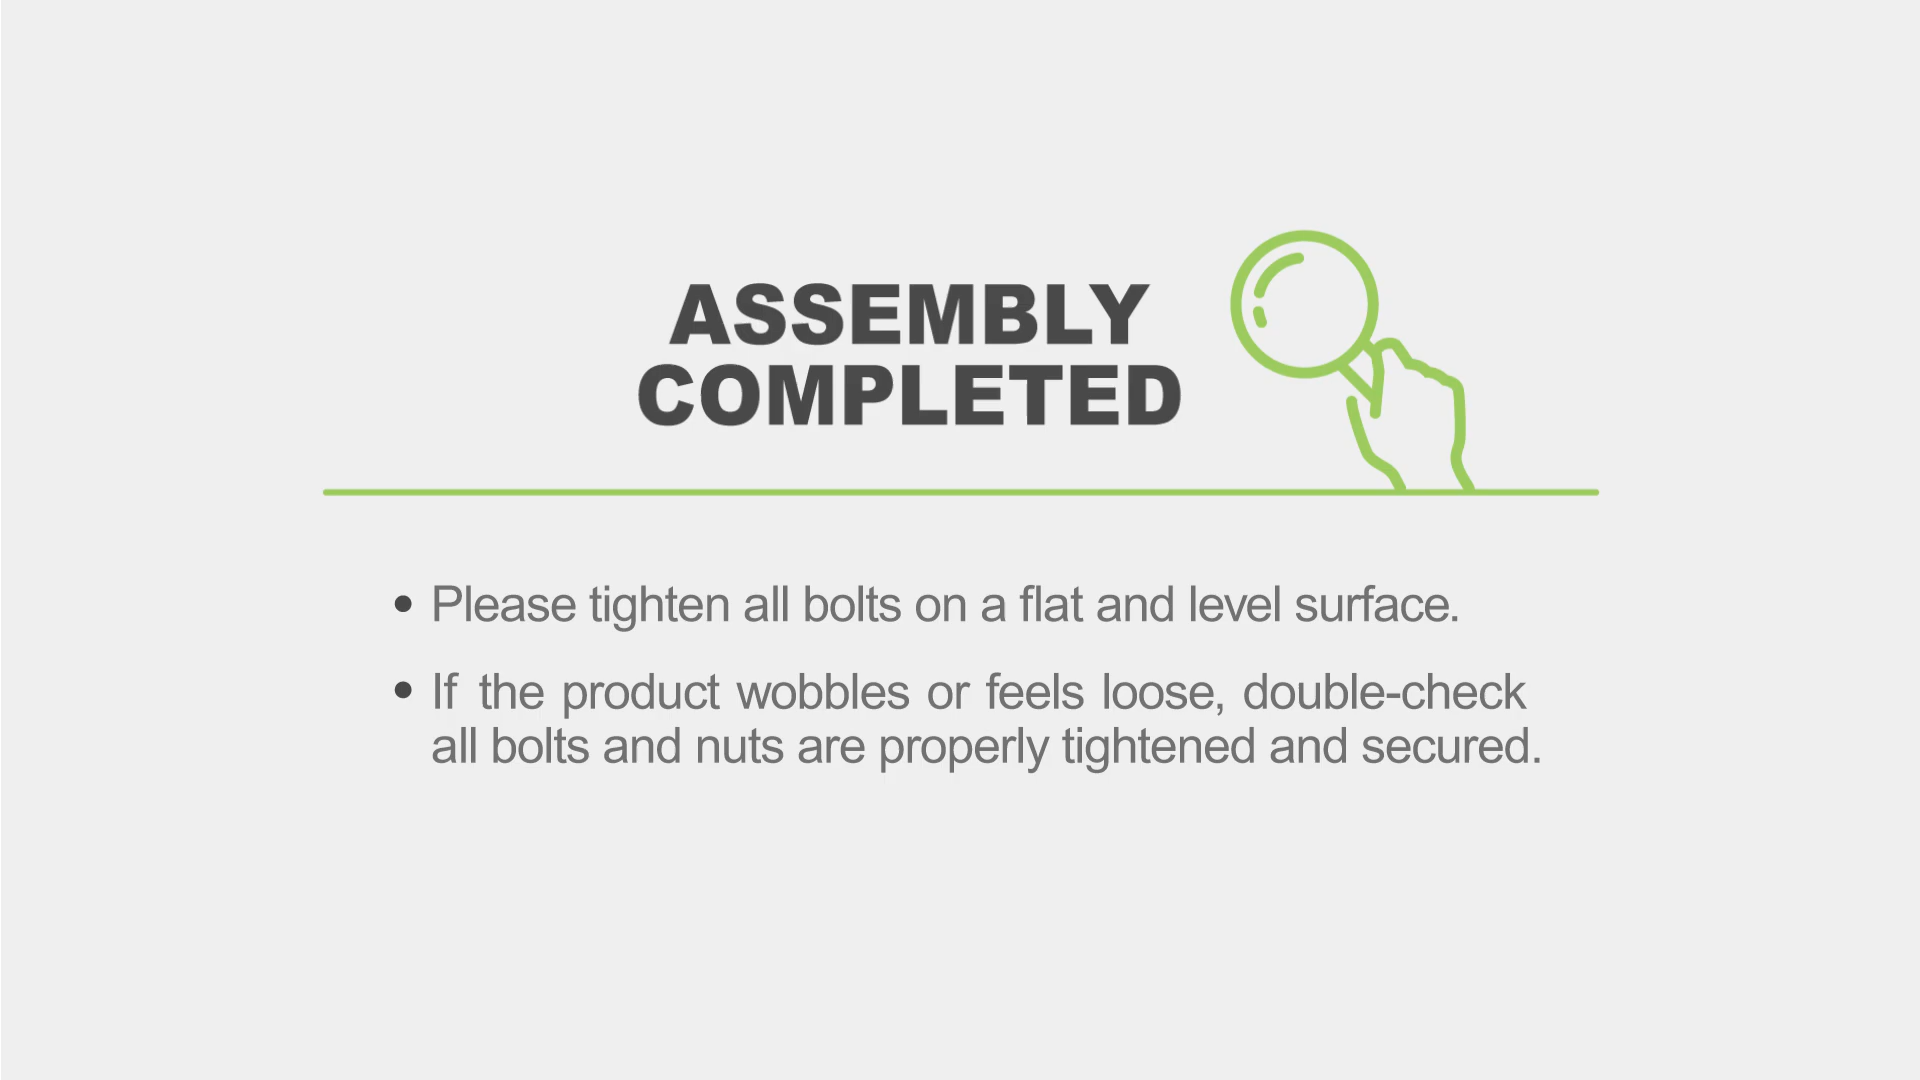 ASSEMBLY
COMPLETED
• Please tighten all bolts on a flat and level surface.
• If the product wobbles or feels loose, double-check
all bolts and nuts are properly tightened and secured.